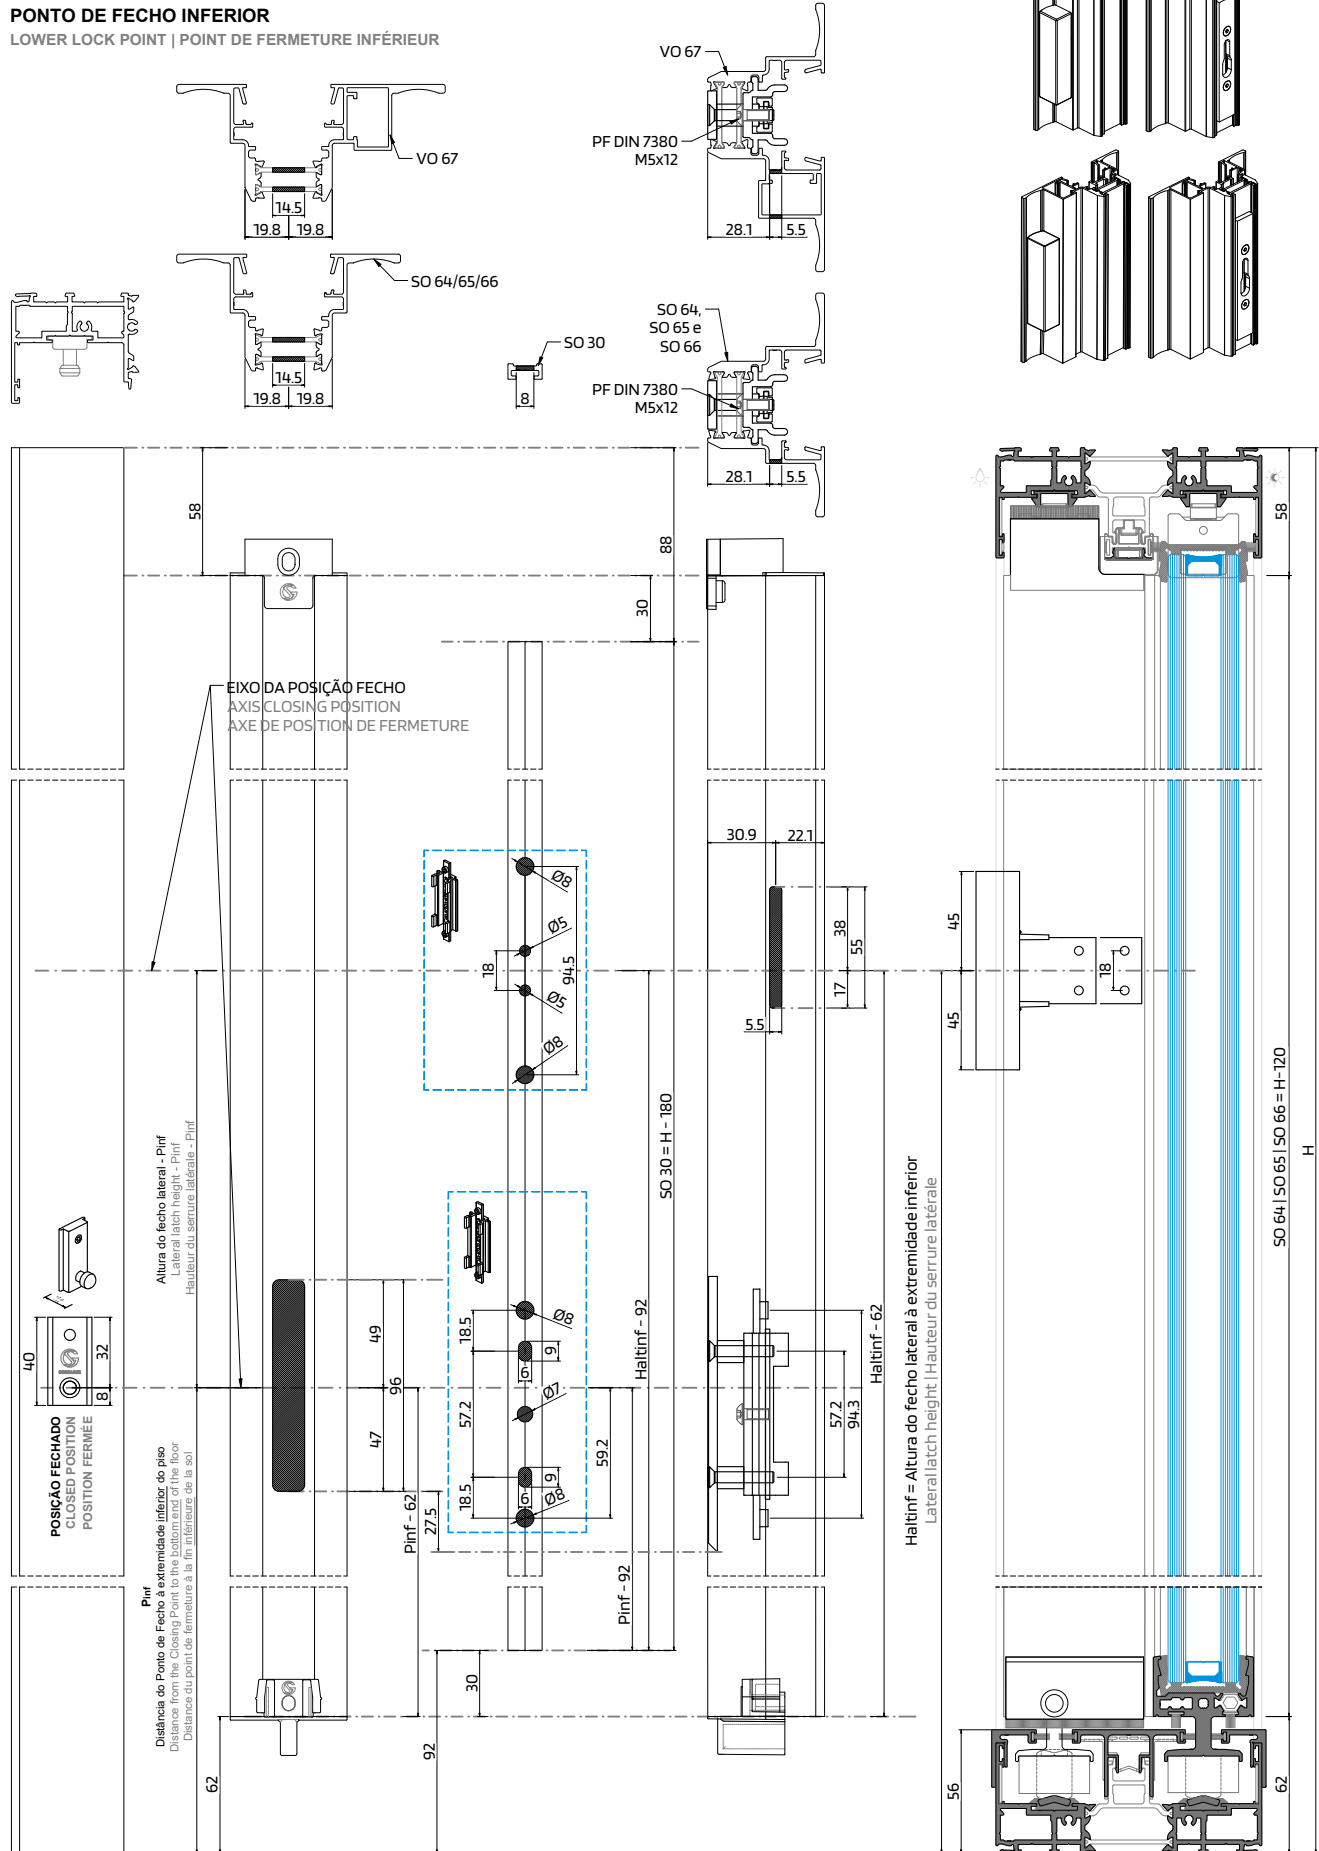 PONTO DE FECHO INFERIOR
LOWER LOCK POINT | POINT DE FERMETURE INFÉRIEUR
VO 67
14.5
19.8 19.8
SO 64/65/66
14.5
19.8 19.8
SO 30
8
VO 67
PF DIN 7380
M5x12
28.1 5.5
SO 64,
SO 65 e
SO 66
PF DIN 7380
M5x12
28.1 5.5
58
88
30
58
EIXO DA POSIÇÃO FECHO
AXIS CLOSING POSITION
AXE DE POSITION DE FERMETURE
30.9 22.1
Ø8
Ø5
18
94.5
Ø5
Ø8
38
55
17
5.5
45
18
45
SO 30 = H - 180
SO 64 | SO 65 | SO 66 = H-120
H
Altura do fecho lateral - Pinf
Lateral latch height - Pinf
Hauteur du serrure latérale - Pinf
Haltinf - 92
Haltinf - 62
Haltinf = Altura do fecho lateral à extremidade inferior
Lateral latch height | Hauteur du serrure latérale
40
32
8
POSIÇÃO FECHADO
CLOSED POSITION
POSITION FERMÉE
49
96
47
27.5
Pinf - 62
18.5
Ø8
9
6
57.2
Ø7
59.2
9
6
18.5
Ø8
57.2
94.3
Pinf - 92
Pinf
Distância do Ponto de Fecho à extremidade inferior do piso
Distance from the Closing Point to the bottom end of the floor
Distance du point de fermeture à la fin inférieure de la sol
30
92
62
56
62